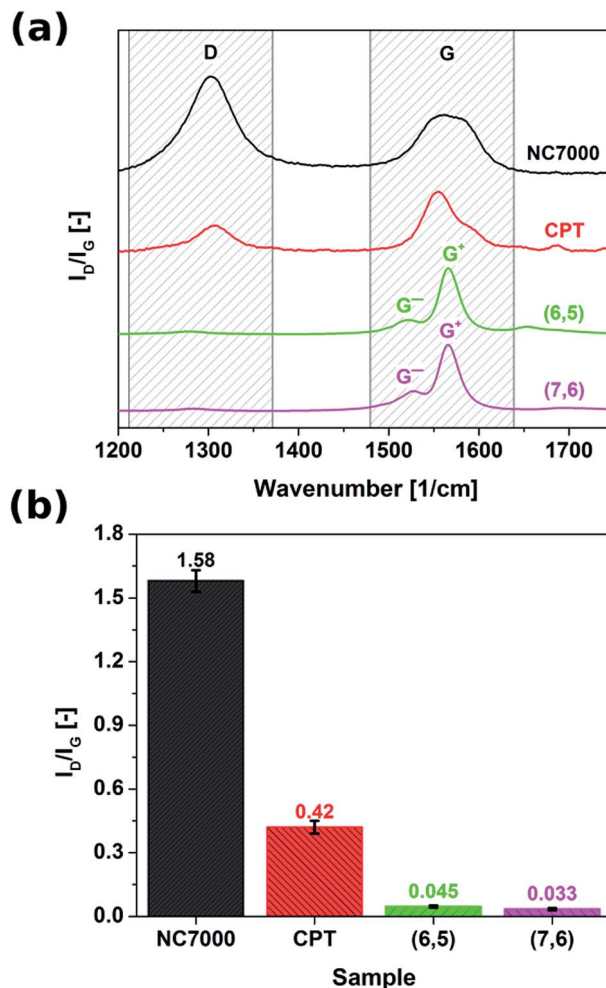 (a)
D
G
NC7000
CPT
G⁺
G⁻
(6,5)
G⁺
G⁻
(7,6)
I_D/I_G [-]
1200 1300 1400 1500 1600 1700
Wavenumber [1/cm]
(b)
1.8
1.58
1.5
1.2
I_D/I_G [-]
0.9
0.6
0.42
0.3
0.045
0.033
0.0
NC7000 CPT (6,5) (7,6)
Sample